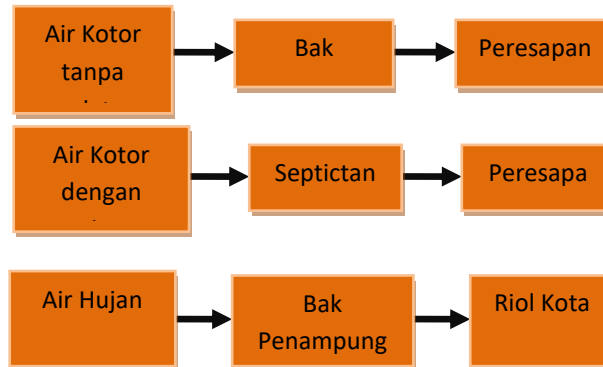 Air Kotor
tanpa
Bak
Peresapan
Air Kotor
dengan
Septictan
Peresapa
Air Hujan
Bak
Penampung
Riol Kota